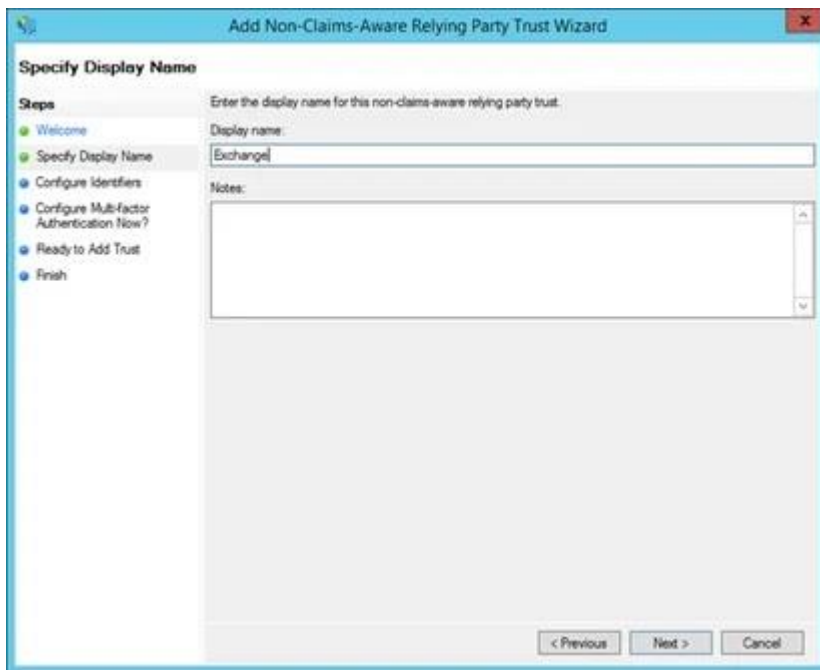 Add Non-Claims-Aware Relying Party Trust Wizard
x
Specify Display Name
Steps
Welcome
Specify Display Name
Configure Identifiers
Configure Multi-factor
Authentication Now?
Ready to Add Trust
Finish
Enter the display name for this non-claims-aware relying party trust.
Display name:
Exchange
Notes:
< Previous
Next >
Cancel